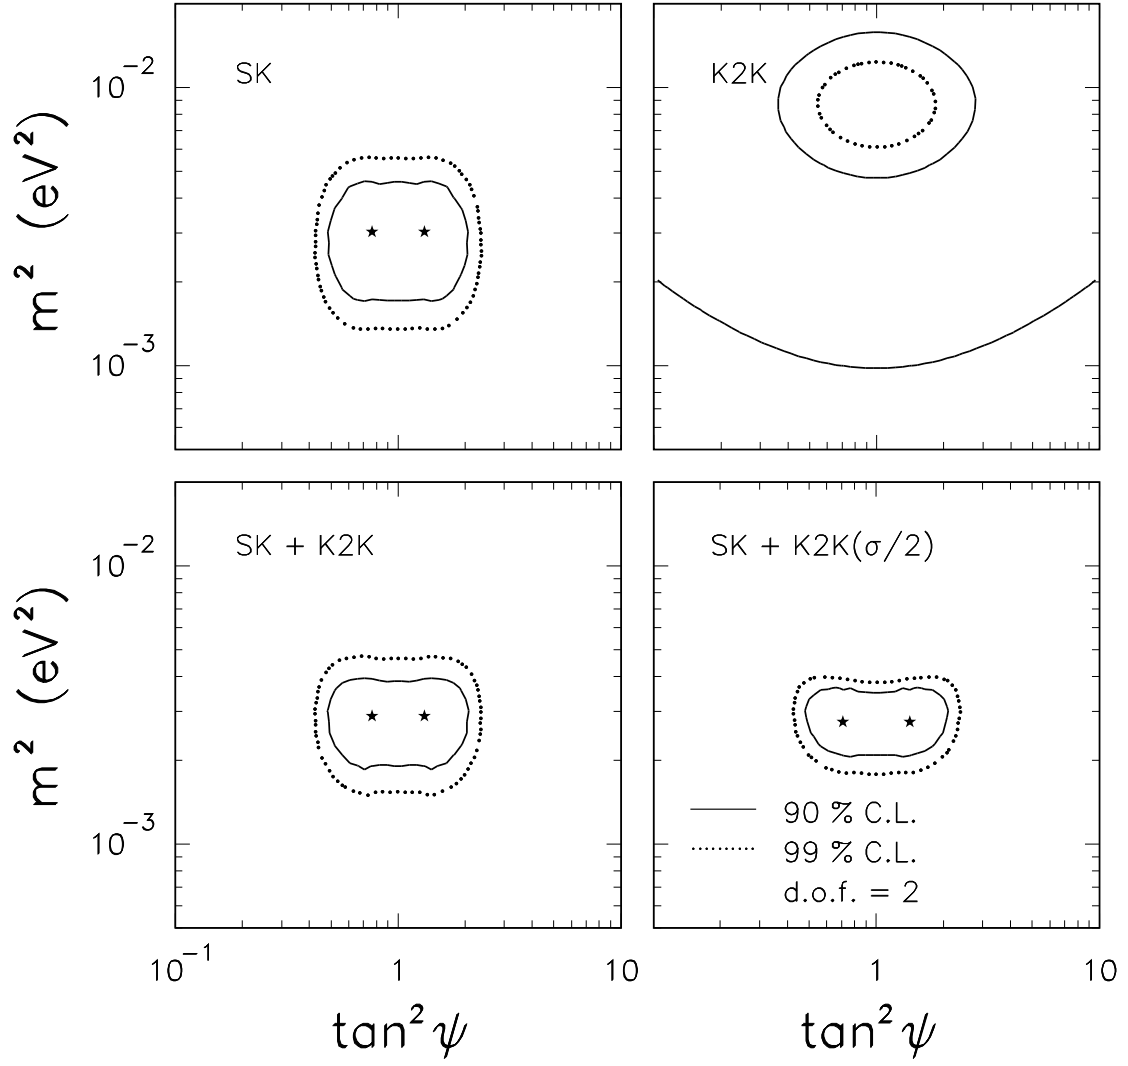 SK
K2K
10⁻²
10⁻³
m² (eV²)
SK + K2K
SK + K2K(σ/2)
10⁻²
10⁻³
m² (eV²)
90 % C.L.
99 % C.L.
d.o.f. = 2
10⁻¹ 1 10 1 10
tan²ψ tan²ψ